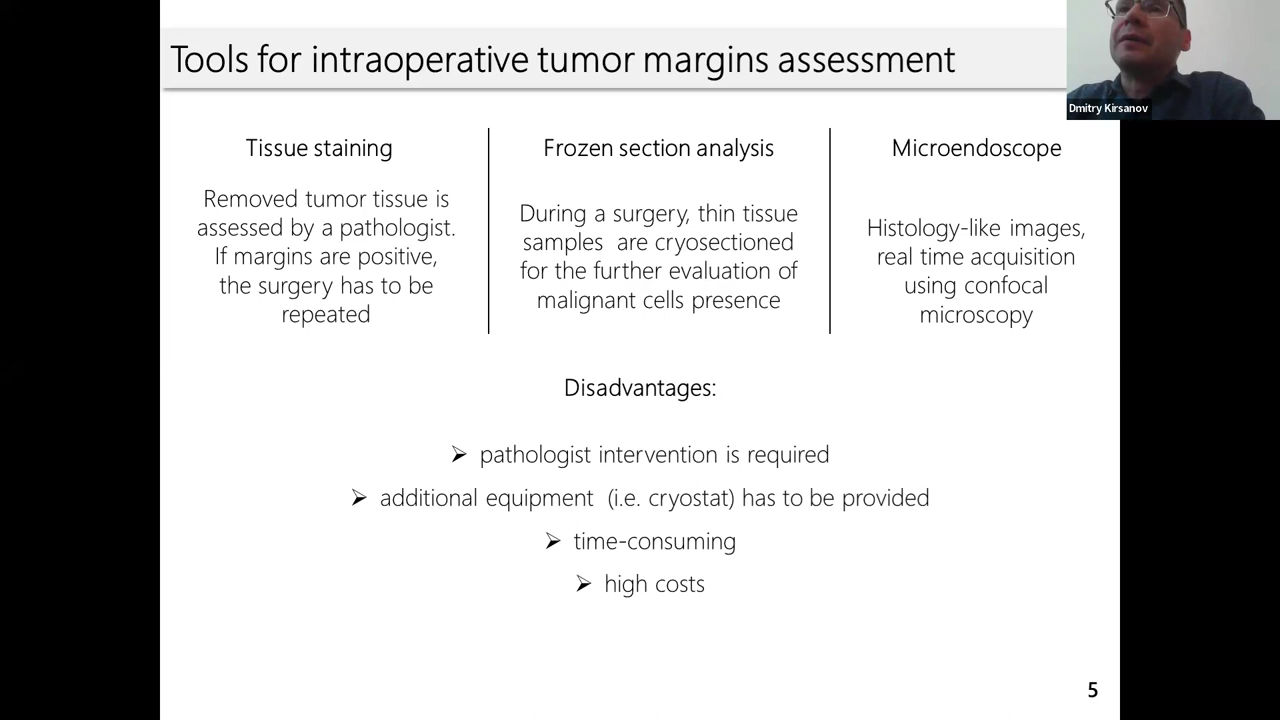 Tools for intraoperative tumor margins assessment
Dmitry Kirsanov
Tissue staining
Removed tumor tissue is
assessed by a pathologist.
If margins are positive,
the surgery has to be
repeated
Frozen section analysis
During a surgery, thin tissue
samples are cryosectioned
for the further evaluation of
malignant cells presence
Microendoscope
Histology-like images,
real time acquisition
using confocal
microscopy
Disadvantages:
➢ pathologist intervention is required
➢ additional equipment (i.e. cryostat) has to be provided
➢ time-consuming
➢ high costs
5